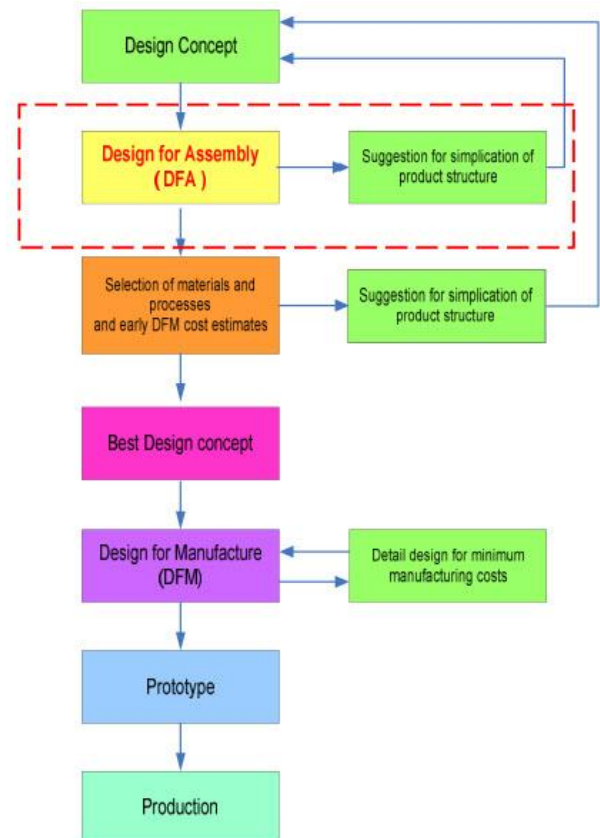 Design Concept
Design for Assembly
( DFA )
Suggestion for simplication of
product structure
Selection of materials and
processes
and early DFM cost estimates
Suggestion for simplication of
product structure
Best Design concept
Design for Manufacture
(DFM)
Detail design for minimum
manufacturing costs
Prototype
Production